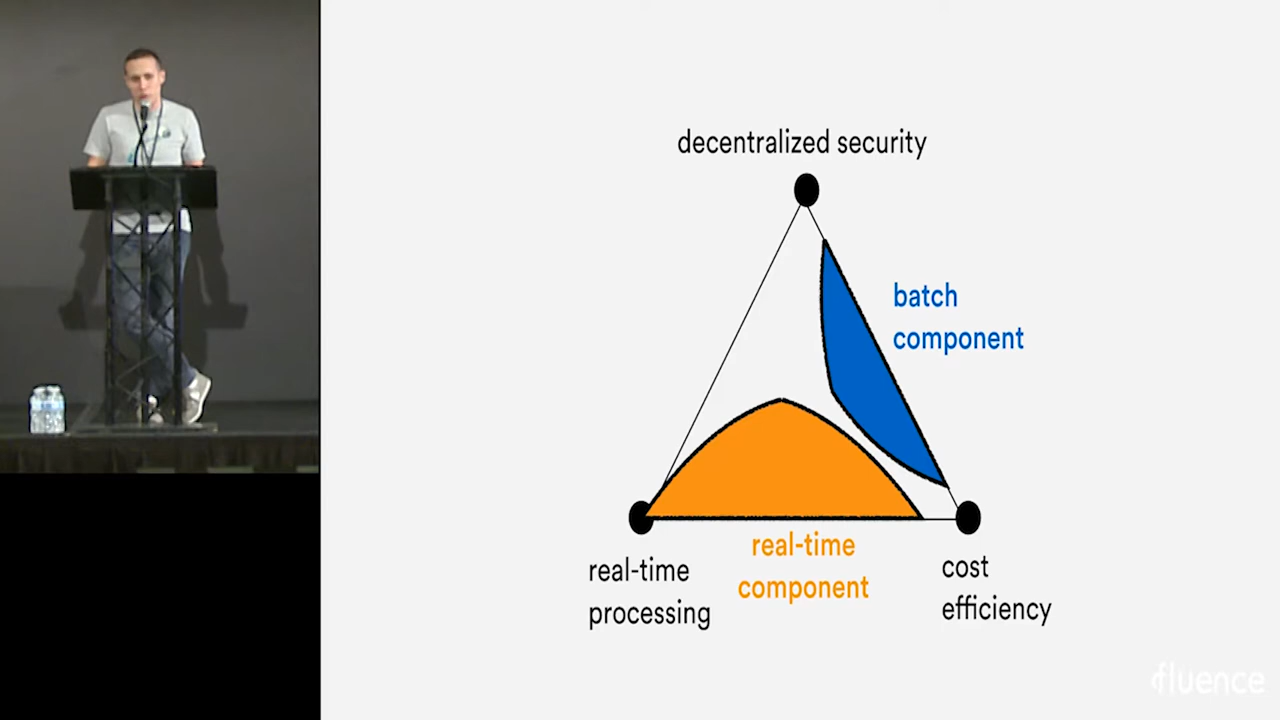 decentralized security
batch
component
real-time
component
real-time
processing
cost
efficiency
fluence